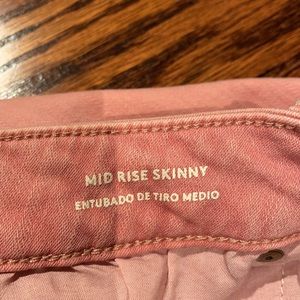 MID RISE SKINNY
ENTUBADO DE TIRO MEDIO